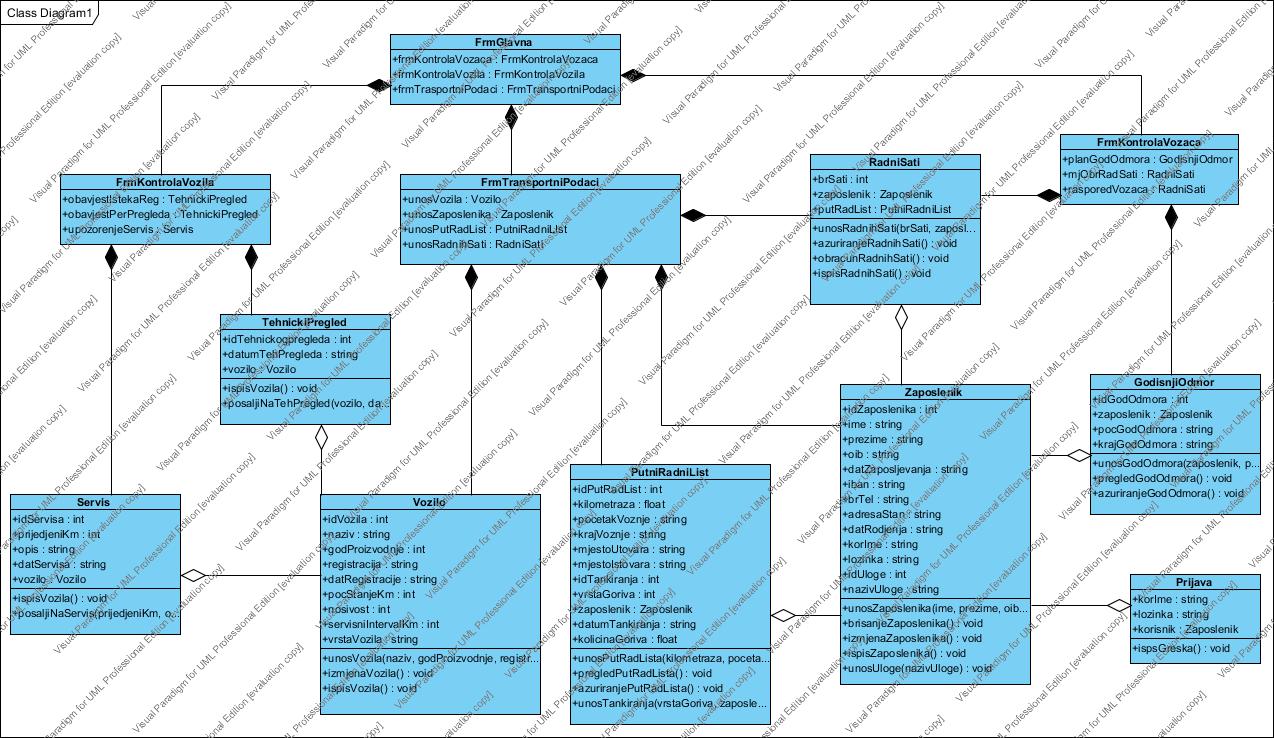 Class Diagram1
FrmGlavna
+frmKontrolaVozaca : FrmKontrolaVozaca
+frmKontrolaVozila : FrmKontrolaVozila
+frmTrasportniPodaci : FrmTransportniPodaci
FrmKontrolaVozila
+obavjestIstekaReg : TehnickiPregled
+obavjestPerPregleda : TehnickiPregled
+upozorenjeServis : Servis
FrmTransportniPodaci
+unosVozila : Vozilo
+unosZaposlenika : Zaposlenik
+unosPutRadList : PutniRadniList
+unosRadnihSati : RadniSati
RadniSati
+brSati : int
+zaposlenik : Zaposlenik
+putRadList : PutniRadniList
+unosRadnihSati(brSati, zaposl...
+azuriranjeRadnihSati() : void
+obracunRadnihSati() : void
+ispisRadnihSati() : void
FrmKontrolaVozaca
+planGodOdmora : GodisnjiOdmor
+mjObrRadSati : RadniSati
+rasporedVozaca : RadniSati
TehnickiPregled
+idTehnickogpregleda : int
+datumTehPregleda : string
+vozilo : Vozilo
+ispisVozila() : void
+posaljiNaTehPregled(vozilo, da...
Zaposlenik
+idZaposlenika : int
+ime : string
+prezime : string
+oib : string
+datZaposljevanja : string
+iban : string
+brTel : string
+adresaStan : string
+datRodjenja : string
+korIme : string
+lozinka : string
+idUloge : int
+nazivUloge : string
+unosZaposlenika(ime, prezime, oib...
+brisanjeZaposlenika() : void
+izmjenaZaposlenika() : void
+ispisZaposlenika() : void
+unosUloge(nazivUloge) : void
GodisnjiOdmor
+idGodOdmora : int
+zaposlenik : Zaposlenik
+pocGodOdmora : string
+krajGodOdmora : string
+unosGodOdmora(zaposlenik, p...
+pregledGodOdmora() : void
+azuriranjeGodOdmora() : void
Servis
+idServisa : int
+prijedjeniKm : int
+opis : string
+datServisa : string
+vozilo : Vozilo
+ispisVozila() : void
+posaljiNaServis(prijedjeniKm, o...
Vozilo
+idVozila : int
+naziv : string
+godProizvodnje : int
+registracija : string
+datRegistracije : string
+pocStanjeKm : int
+nosivost : int
+servisniIntervalKm : int
+vrstaVozila : string
+unosVozila(naziv, godProizvodnje, registr...
+izmjenaVozila() : void
+ispisVozila() : void
PutniRadniList
+idPutRadList : int
+kilometraza : float
+pocetakVoznje : string
+krajVoznje : string
+mjestoUtovara : string
+mjestoIstovara : string
+idTankiranja : int
+vrstaGoriva : int
+zaposlenik : Zaposlenik
+datumTankiranja : string
+kolicinaGoriva : float
+unosPutRadLista(kilometraza, poceta...
+pregledPutRadLista() : void
+azuriranjePutRadLista() : void
+unosTankiranja(vrstaGoriva, zaposle...
Prijava
+korIme : string
+lozinka : string
+korisnik : Zaposlenik
+ispsGreska() : void
Visual Paradigm for UML Professional Edition [evaluation copy]